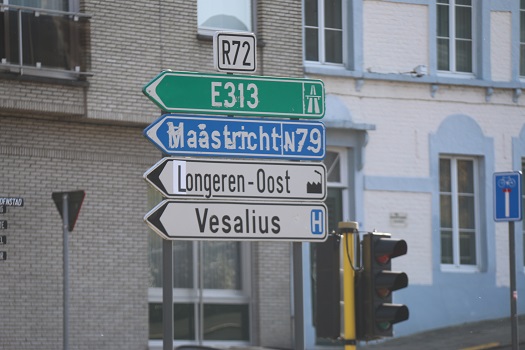 R72
E313
Maastricht N79
Longeren-Oost
Vesalius H